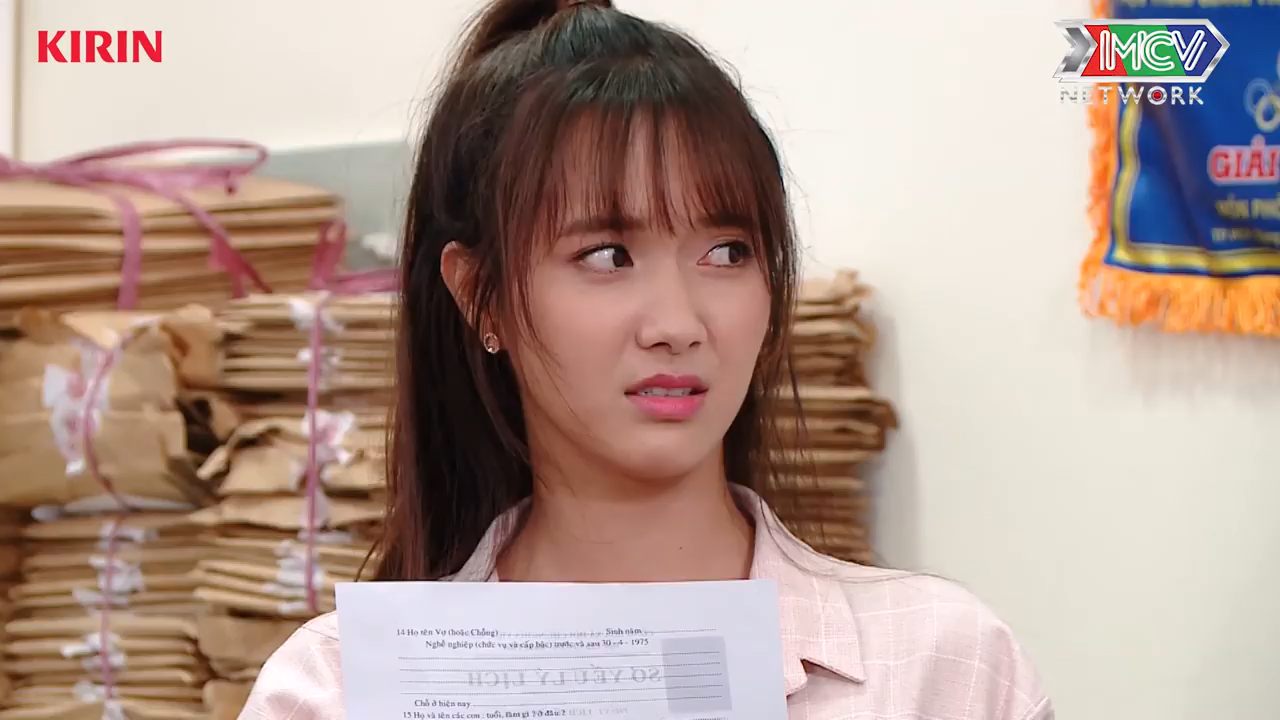 KIRIN
MCV
NETWORK
GIẢI
14 Họ tên Vợ (hoặc Chồng) Sinh năm
Nghề nghiệp (chức vụ và cấp bậc) trước và sau 30 - 4 - 1975
SƠ YẾU LÝ LỊCH
Chỗ ở hiện nay
15 Họ và tên các con : tuổi, làm gì ? ở đâu ?